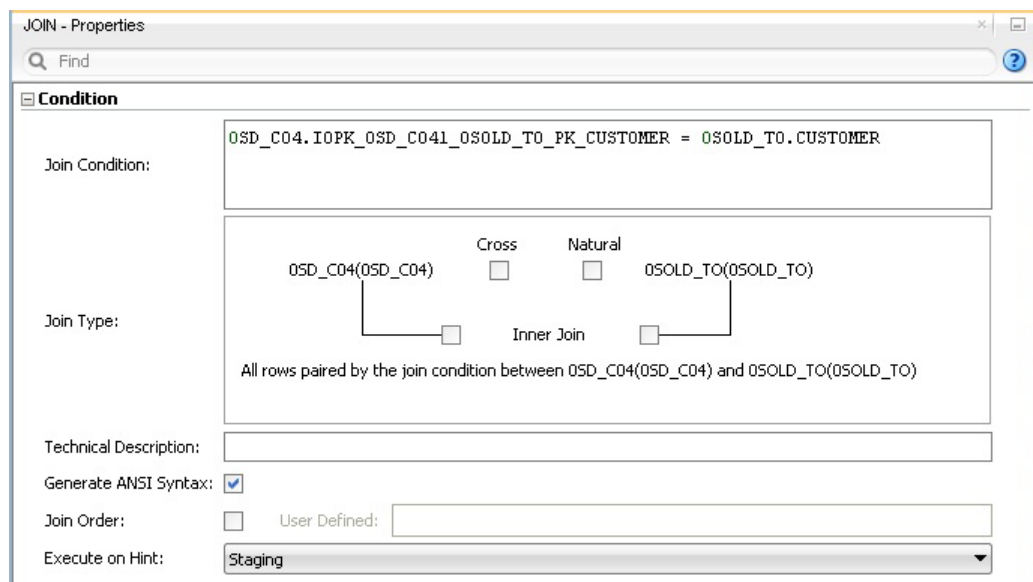 JOIN - Properties
Find
Condition
Join Condition:
0SD_C04.IOPK_0SD_C041_0SOLD_TO_PK_CUSTOMER = 0SOLD_TO.CUSTOMER
Join Type:
Cross Natural
0SD_C04(0SD_C04) 0SOLD_TO(0SOLD_TO)
Inner Join
All rows paired by the join condition between 0SD_C04(0SD_C04) and 0SOLD_TO(0SOLD_TO)
Technical Description:
Generate ANSI Syntax:
Join Order: User Defined:
Execute on Hint: Staging